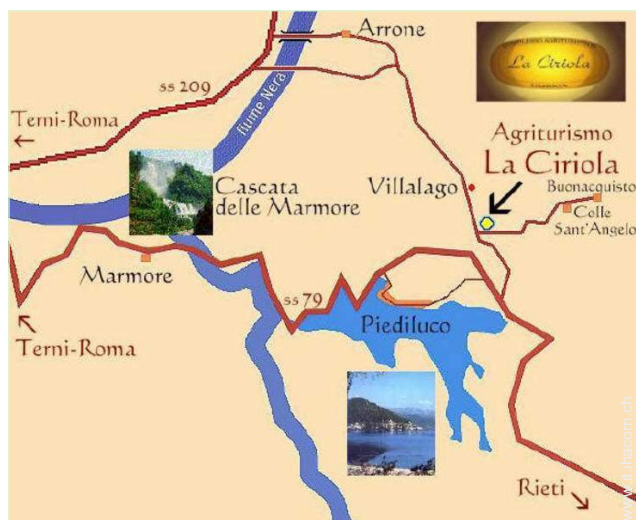 Arrone
La Ciriola
ss 209
Terni-Roma
fiume Nera
Agriturismo
La Ciriola
Cascata
delle Marmore
Villalago
Buonacquisto
Colle
Sant'Angelo
Marmore
ss 79
Piediluco
Terni-Roma
Rieti